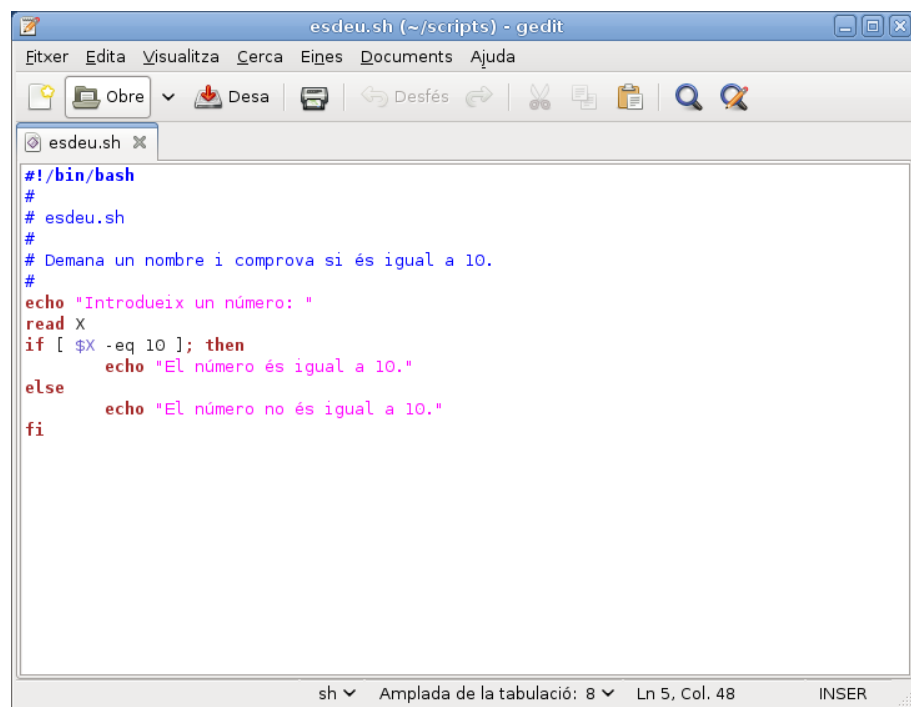 esdeu.sh (~/scripts) - gedit
Fitxer Edita Visualitza Cerca Eines Documents Ajuda
Obre Desa Desfés
esdeu.sh
#!/bin/bash
#
# esdeu.sh
#
# Demana un nombre i comprova si és igual a 10.
#
echo "Introdueix un número: "
read X
if [ $X -eq 10 ]; then
        echo "El número és igual a 10."
else
        echo "El número no és igual a 10."
fi
sh Amplada de la tabulació: 8 Ln 5, Col. 48 INSER